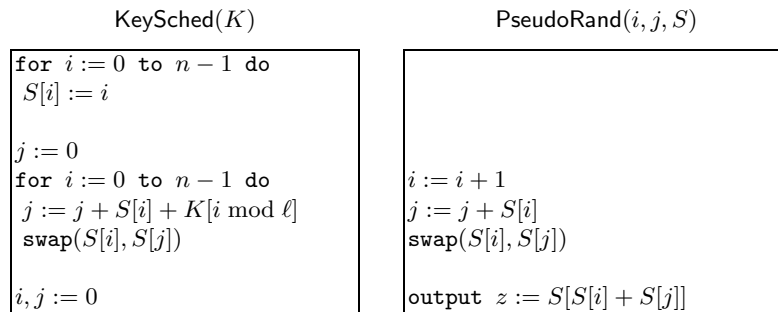 KeySched(K)
for i := 0 to n − 1 do
S[i] := i
j := 0
for i := 0 to n − 1 do
j := j + S[i] + K[i mod ℓ]
swap(S[i], S[j])
i, j := 0
PseudoRand(i, j, S)
i := i + 1
j := j + S[i]
swap(S[i], S[j])
output z := S[S[i] + S[j]]